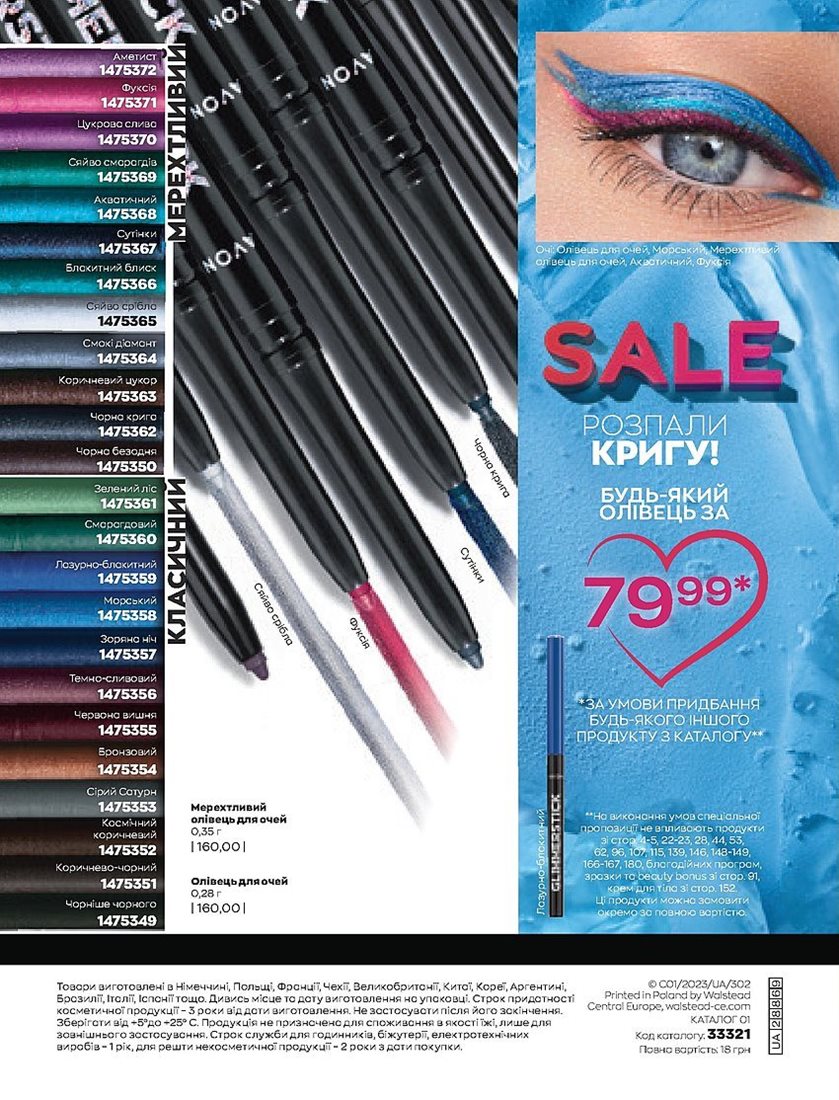 МЕРЕХТЛИВИЙ
Аметист
1475372
Фуксія
1475371
Цукрова слива
1475370
Сяйво смарагдів
1475369
Акватичний
1475368
Сутінки
1475367
Блакитний блиск
1475366
Сяйво срібла
1475365
Смокі діамант
1475364
Коричневий цукор
1475363
Чорна крига
1475362
Чорна безодня
1475350
КЛАСИЧНИЙ
Зелений ліс
1475361
Смарагдовий
1475360
Лазурно-блакитний
1475359
Морський
1475358
Зоряна ніч
1475357
Темно-сливовий
1475356
Червона вишня
1475355
Бронзовий
1475354
Сірий Сатурн
1475353
Космічний
коричневий
1475352
Коричнево-чорний
1475351
Чорніше чорного
1475349
AVON
AVON
AVON
AVON
Чорна крига
Сутінки
Фуксія
Сяйво срібла
Мерехтливий
олівець для очей
0,35 г
| 160,00 |
Олівець для очей
0,28 г
| 160,00 |
Очі: Олівець для очей, Морський, Мерехтливий
олівець для очей, Акватичний, Фуксія
SALE
РОЗПАЛИ
КРИГУ!
БУДЬ-ЯКИЙ
ОЛІВЕЦЬ ЗА
79⁹⁹*
*ЗА УМОВИ ПРИДБАННЯ
БУДЬ-ЯКОГО ІНШОГО
ПРОДУКТУ З КАТАЛОГУ**
Лазурно-блакитний
GLIMMERSTICK
**На виконання умов спеціальної
пропозиції не впливають продукти
зі стор. 4-5, 22-23, 28, 44, 53,
62, 96, 107, 115, 139, 146, 148-149,
166-167, 180, благодійних програм,
зразки та beauty bonus зі стор. 91,
крем для тіла зі стор. 152.
Ці продукти можна замовити
окремо за повною вартістю.
Товари виготовлені в Німеччині, Польщі, Франції, Чехії, Великобританії, Китаї, Кореї, Аргентині,
Бразилії, Італії, Іспанії тощо. Дивись місце та дату виготовлення на упаковці. Строк придатності
косметичної продукції - 3 роки від дати виготовлення. Не застосувати після його закінчення.
Зберігати від +5°до +25° С. Продукція не призначена для споживання в якості їжі, лише для
зовнішнього застосування. Строк служби для годинників, біжутерії, електротехнічних
виробів – 1 рік, для решти некосметичної продукції – 2 роки з дати покупки.
© C01/2023/UA/302
Printed in Poland by Walstead
Central Europe, walstead-ce.com
КАТАЛОГ 01
Код каталогу: 33321
Повна вартість: 18 грн
UA 28869